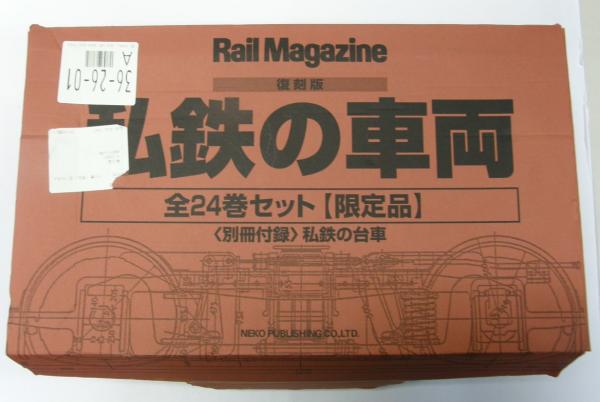 Rail Magazine
復刻版
私鉄の車両
全24巻セット【限定品】
〈別冊付録〉私鉄の台車
NEKO PUBLISHING CO.,LTD.
A
36-26-01